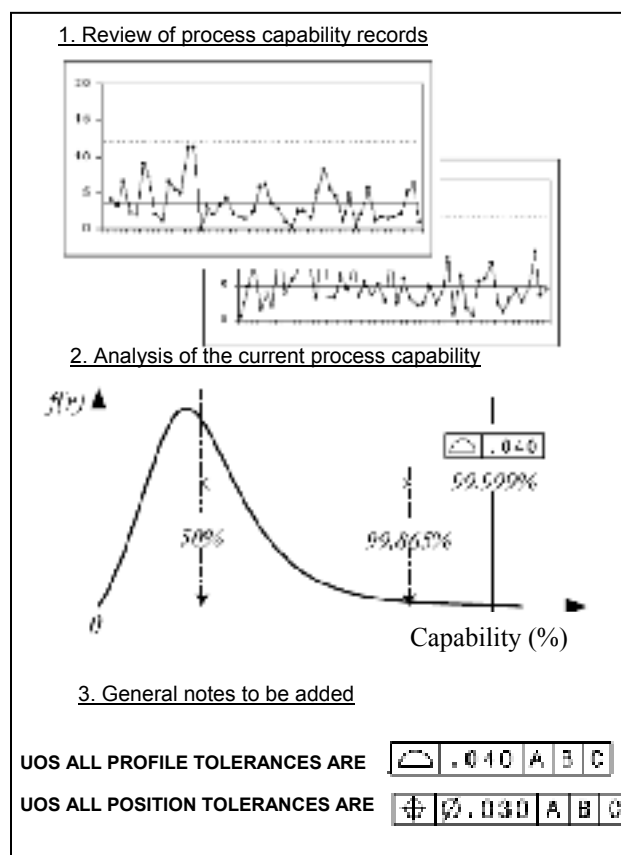 1. Review of process capability records
20
15
10
5
0
5
0
2. Analysis of the current process capability
.040
99.999%
50%
99.865%
0
Capability (%)
3. General notes to be added
UOS ALL PROFILE TOLERANCES ARE ⌓ .040 A B C
UOS ALL POSITION TOLERANCES ARE ⌖ Ø.030 A B C